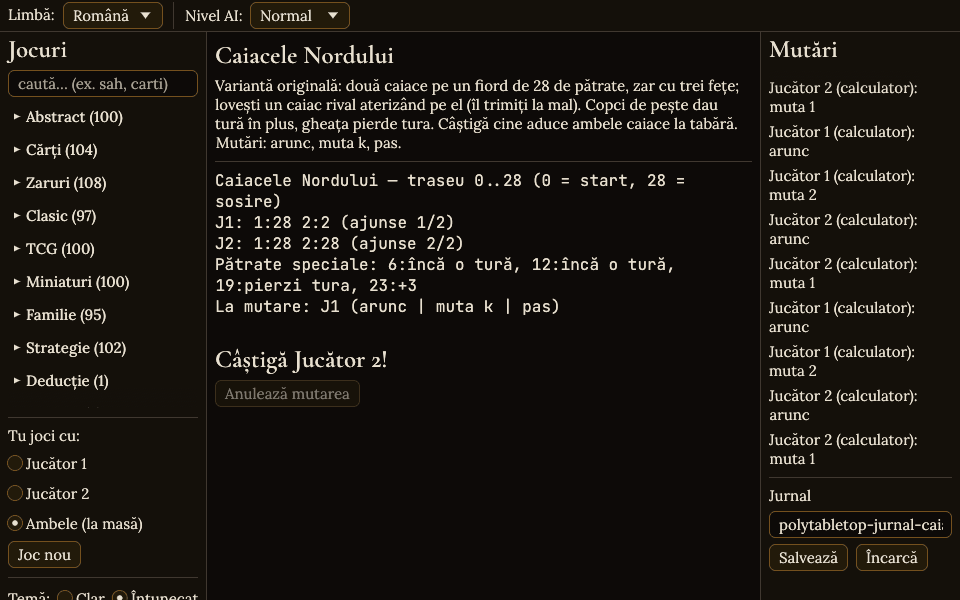 Limbă: Română ▼ Nivel AI: Normal ▼
Jocuri
caută... (ex. sah, carti)
▸ Abstract (100)
▸ Cărți (104)
▸ Zaruri (108)
▸ Clasic (97)
▸ TCG (100)
▸ Miniaturi (100)
▸ Familie (95)
▸ Strategie (102)
▸ Deducție (1)
Tu joci cu:
Jucător 1
Jucător 2
Ambele (la masă)
Joc nou
Temă: Clar Întunecat
Caiacele Nordului
Variantă originală: două caiace pe un fiord de 28 de pătrate, zar cu trei fețe;
lovești un caiac rival aterizând pe el (îl trimiți la mal). Copci de pește dau
tură în plus, gheața pierde tura. Câștigă cine aduce ambele caiace la tabără.
Mutări: arunc, muta k, pas.
Caiacele Nordului — traseu 0..28 (0 = start, 28 =
sosire)
J1: 1:28 2:2 (ajunse 1/2)
J2: 1:28 2:28 (ajunse 2/2)
Pătrate speciale: 6:încă o tură, 12:încă o tură,
19:pierzi tura, 23:+3
La mutare: J1 (arunc | muta k | pas)
Câștigă Jucător 2!
Anulează mutarea
Mutări
Jucător 2 (calculator):
muta 1
Jucător 1 (calculator):
arunc
Jucător 1 (calculator):
muta 2
Jucător 2 (calculator):
arunc
Jucător 2 (calculator):
muta 1
Jucător 1 (calculator):
arunc
Jucător 1 (calculator):
muta 2
Jucător 2 (calculator):
arunc
Jucător 2 (calculator):
muta 1
Jurnal
polytabletop-jurnal-cai
Salvează Încarcă